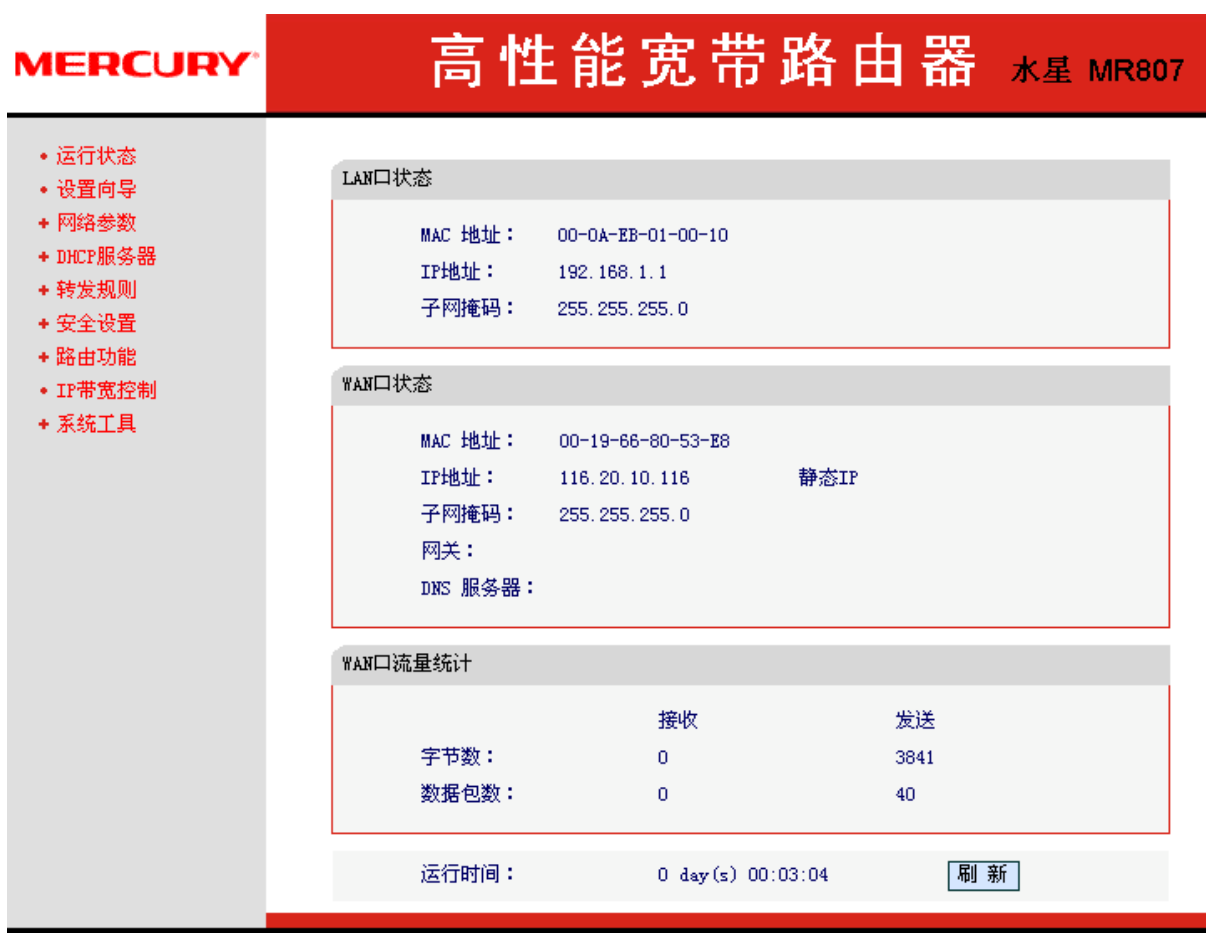 MERCURY
高性能宽带路由器 水星 MR807
• 运行状态
• 设置向导
+ 网络参数
+ DHCP服务器
+ 转发规则
+ 安全设置
+ 路由功能
• IP带宽控制
+ 系统工具
LAN口状态
MAC 地址： 00-0A-EB-01-00-10
IP地址： 192.168.1.1
子网掩码： 255.255.255.0
WAN口状态
MAC 地址： 00-19-66-80-53-E8
IP地址： 116.20.10.116 静态IP
子网掩码： 255.255.255.0
网关：
DNS 服务器：
WAN口流量统计
接收 发送
字节数： 0 3841
数据包数： 0 40
运行时间： 0 day(s) 00:03:04 刷 新